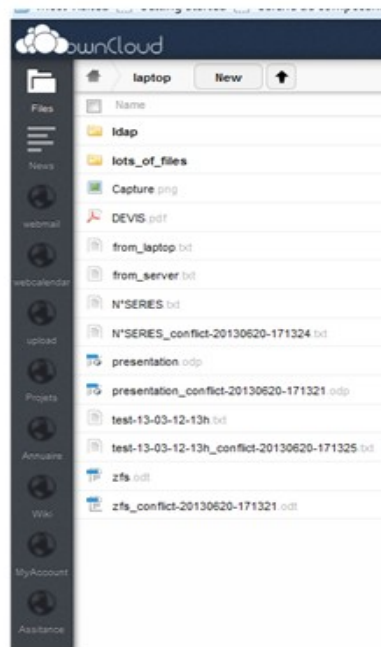 ownCloud
laptop New
Files
Name
ldap
News
lots_of_files
Capture.png
webmail
DEVIS.pdf
from_laptop.txt
webcalendar
from_server.txt
N°SERIES.txt
upload
N°SERIES_conflict-20130620-171324.txt
presentation.odp
Projets
presentation_conflict-20130620-171321.odp
test-13-03-12-13h.txt
Annuaire
test-13-03-12-13h_conflict-20130620-171325.txt
zfs.odt
Wiki
zfs_conflict-20130620-171321.odt
MyAccount
Assitance